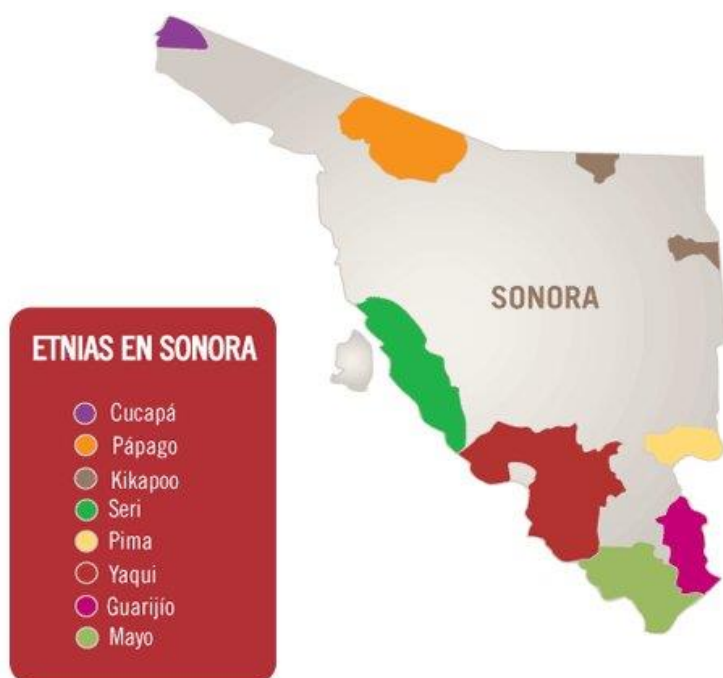 SONORA
ETNIAS EN SONORA
Cucapá
Pápago
Kikapoo
Seri
Pima
Yaqui
Guarijío
Mayo